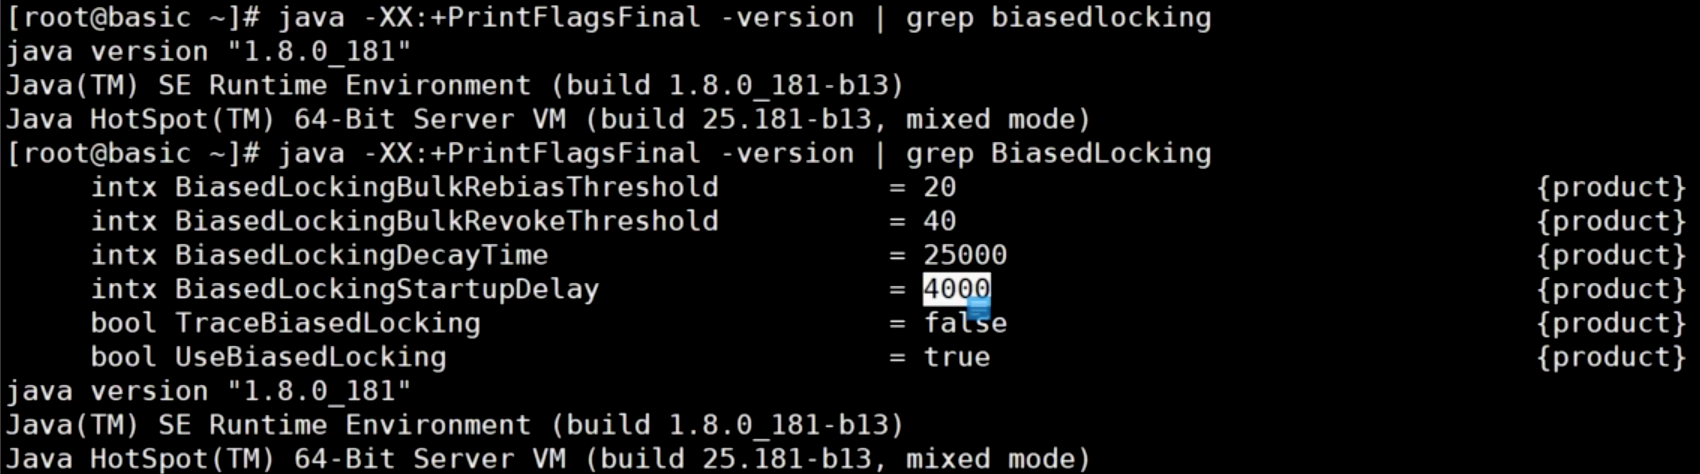 [root@basic ~]# java -XX:+PrintFlagsFinal -version | grep biasedlocking
java version "1.8.0_181"
Java(TM) SE Runtime Environment (build 1.8.0_181-b13)
Java HotSpot(TM) 64-Bit Server VM (build 25.181-b13, mixed mode)
[root@basic ~]# java -XX:+PrintFlagsFinal -version | grep BiasedLocking
intx BiasedLockingBulkRebiasThreshold = 20 {product}
intx BiasedLockingBulkRevokeThreshold = 40 {product}
intx BiasedLockingDecayTime = 25000 {product}
intx BiasedLockingStartupDelay = 4000 {product}
bool TraceBiasedLocking = false {product}
bool UseBiasedLocking = true {product}
java version "1.8.0_181"
Java(TM) SE Runtime Environment (build 1.8.0_181-b13)
Java HotSpot(TM) 64-Bit Server VM (build 25.181-b13, mixed mode)